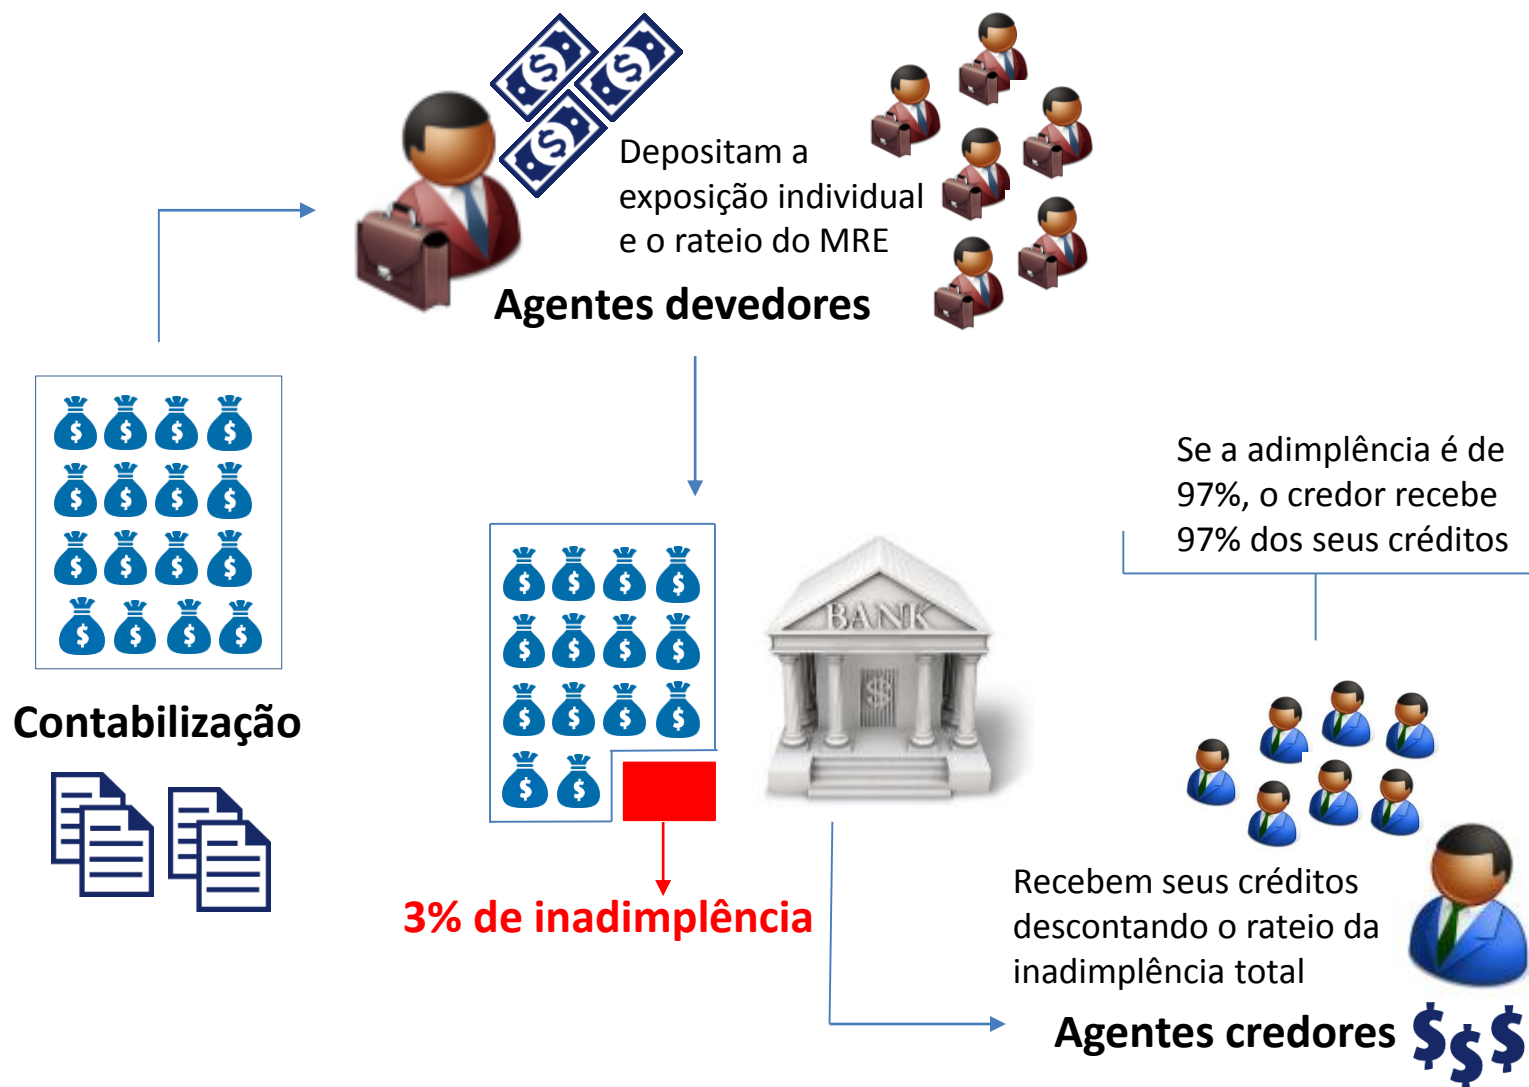 Depositam a
exposição individual
e o rateio do MRE
Agentes devedores
Contabilização
Se a adimplência é de
97%, o credor recebe
97% dos seus créditos
BANK
3% de inadimplência
Recebem seus créditos
descontando o rateio da
inadimplência total
Agentes credores
$$$